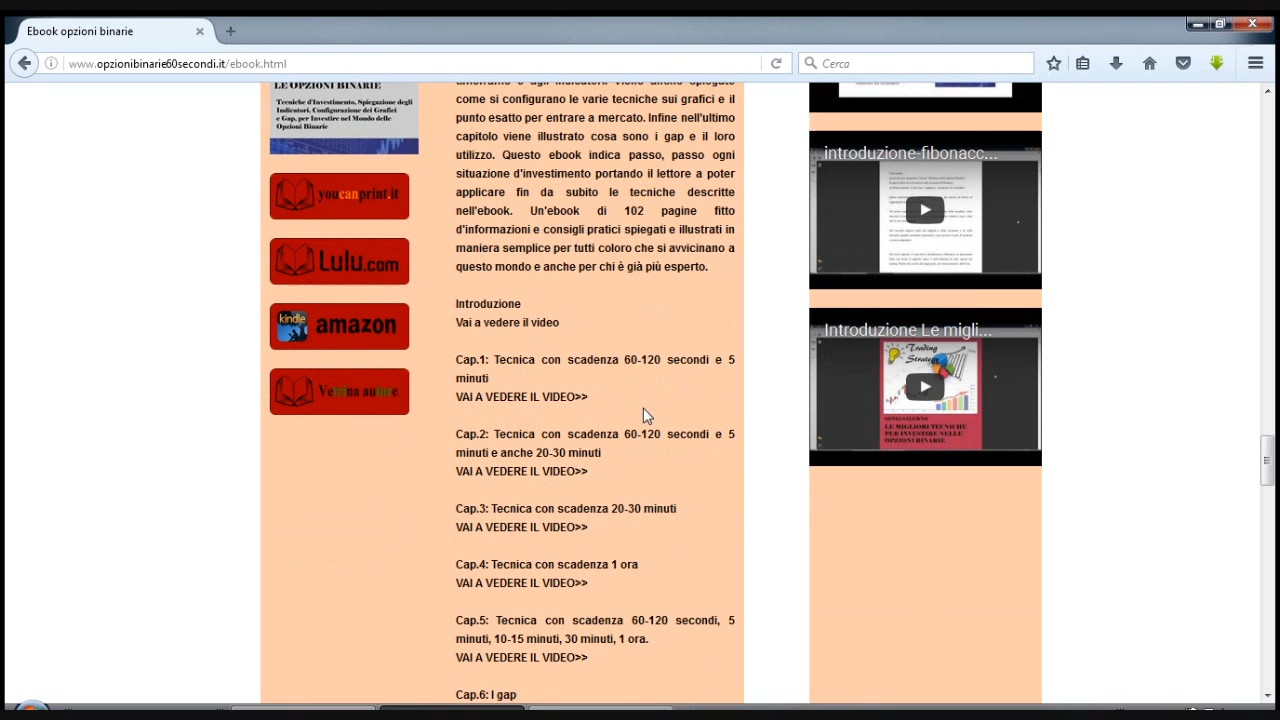 Ebook opzioni binarie
www.opzionibinarie60secondi.it/ebook.html
Cerca
LE OPZIONI BINARIE
Tecniche d'Investimento, Spiegazione degli
Indicatori, Configurazione dei Grafici
e Gap, per Investire nel Mondo delle
Opzioni Binarie
youcanprint.it
Lulu.com
kindle amazon
Vetrina autore
come si configurano le varie tecniche sui grafici e il
punto esatto per entrare a mercato. Infine nell'ultimo
capitolo viene illustrato cosa sono i gap e il loro
utilizzo. Questo ebook indica passo, passo ogni
situazione d'investimento portando il lettore a poter
applicare fin da subito le tecniche descritte
nell'ebook. Un'ebook di 102 pagine fitto
d'informazioni e consigli pratici spiegati e illustrati in
maniera semplice per tutti coloro che si avvicinano a
questo mondo e anche per chi è già più esperto.
Introduzione
Vai a vedere il video
Cap.1: Tecnica con scadenza 60-120 secondi e 5
minuti
VAI A VEDERE IL VIDEO>>
Cap.2: Tecnica con scadenza 60-120 secondi e 5
minuti e anche 20-30 minuti
VAI A VEDERE IL VIDEO>>
Cap.3: Tecnica con scadenza 20-30 minuti
VAI A VEDERE IL VIDEO>>
Cap.4: Tecnica con scadenza 1 ora
VAI A VEDERE IL VIDEO>>
Cap.5: Tecnica con scadenza 60-120 secondi, 5
minuti, 10-15 minuti, 30 minuti, 1 ora.
VAI A VEDERE IL VIDEO>>
Cap.6: I gap
introduzione-fibonacc...
Introduzione Le migli...
Trading
Strategy
SONIA SALERNO
LE MIGLIORI TECNICHE
PER INVESTIRE NELLE
OPZIONI BINARIE